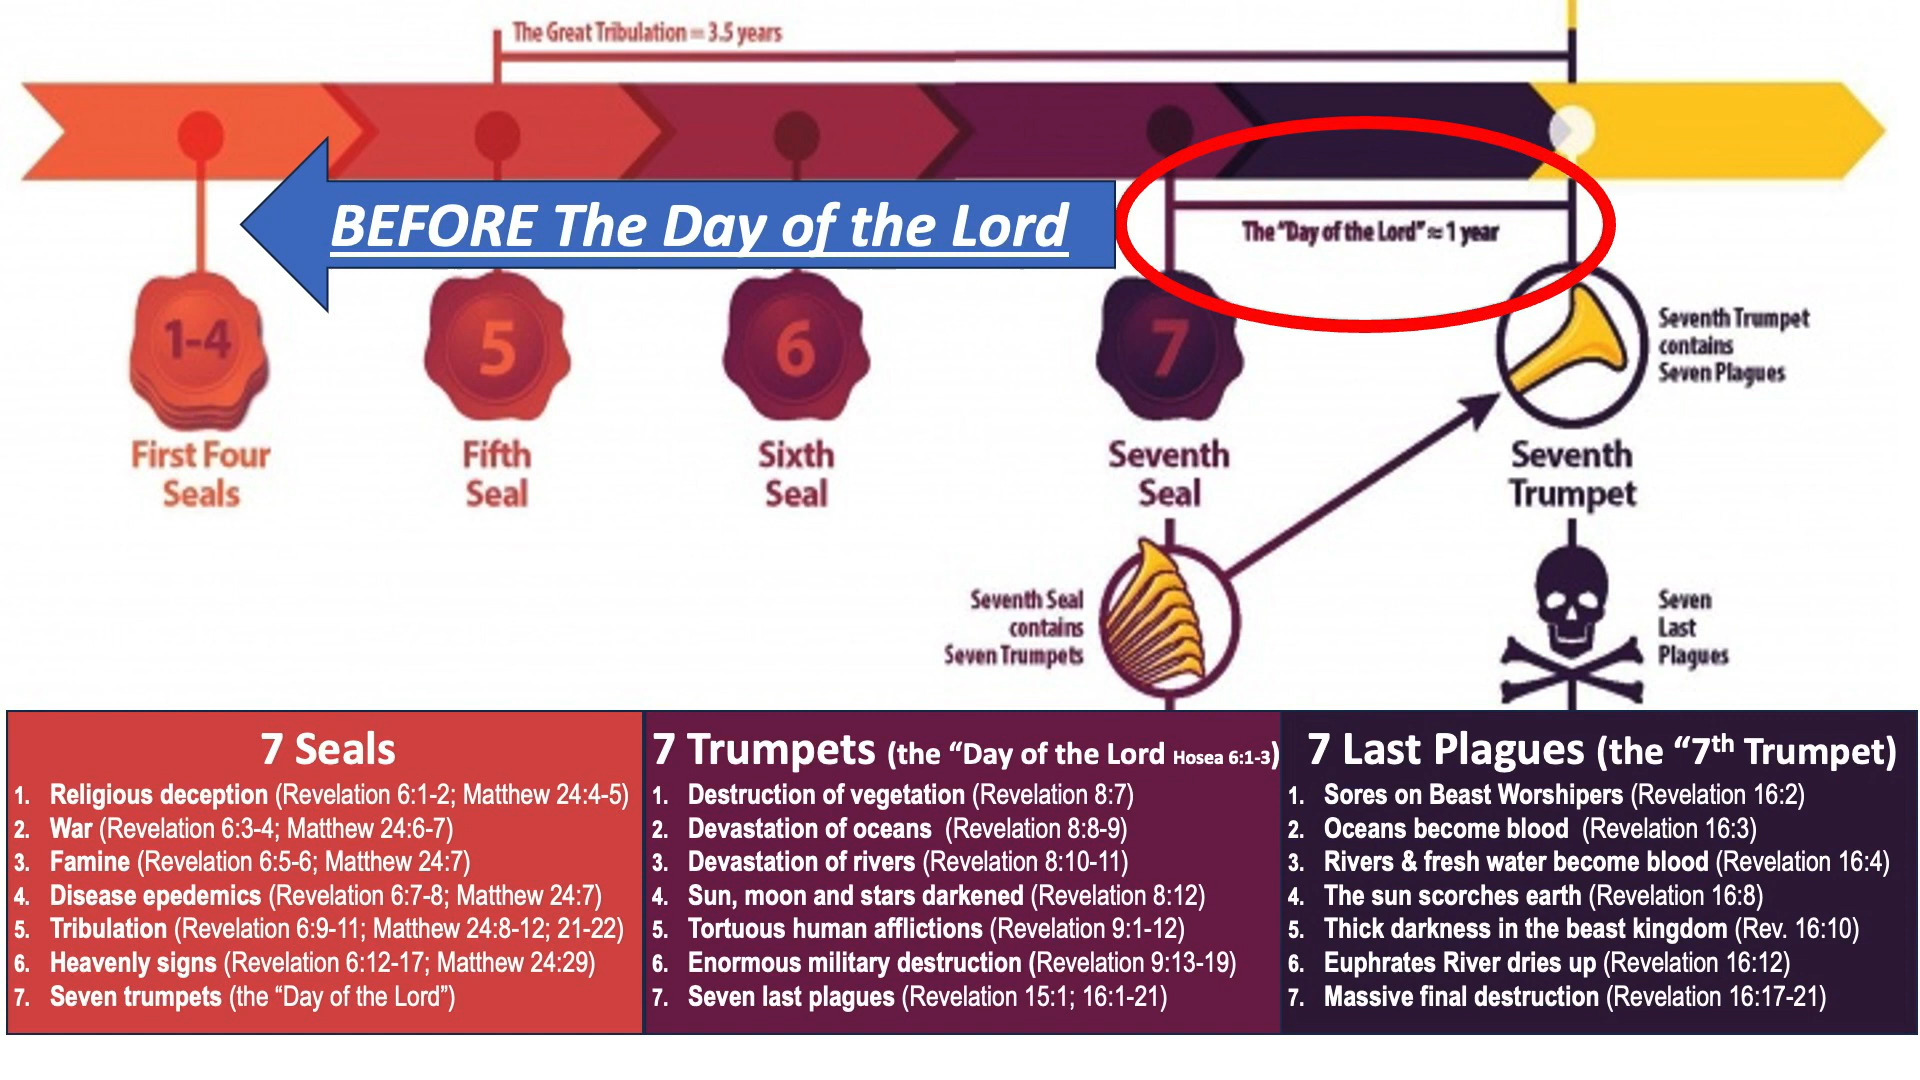 The Great Tribulation = 3.5 years
BEFORE The Day of the Lord
The "Day of the Lord" ≈ 1 year
1-4
5
6
7
Seventh Trumpet
contains
Seven Plagues
First Four
Seals
Fifth
Seal
Sixth
Seal
Seventh
Seal
Seventh
Trumpet
Seventh Seal
contains
Seven Trumpets
Seven
Last
Plagues
7 Seals
1. Religious deception (Revelation 6:1-2; Matthew 24:4-5)
2. War (Revelation 6:3-4; Matthew 24:6-7)
3. Famine (Revelation 6:5-6; Matthew 24:7)
4. Disease epedemics (Revelation 6:7-8; Matthew 24:7)
5. Tribulation (Revelation 6:9-11; Matthew 24:8-12; 21-22)
6. Heavenly signs (Revelation 6:12-17; Matthew 24:29)
7. Seven trumpets (the “Day of the Lord”)
7 Trumpets (the “Day of the Lord Hosea 6:1-3)
1. Destruction of vegetation (Revelation 8:7)
2. Devastation of oceans (Revelation 8:8-9)
3. Devastation of rivers (Revelation 8:10-11)
4. Sun, moon and stars darkened (Revelation 8:12)
5. Tortuous human afflictions (Revelation 9:1-12)
6. Enormous military destruction (Revelation 9:13-19)
7. Seven last plagues (Revelation 15:1; 16:1-21)
7 Last Plagues (the “7th Trumpet)
1. Sores on Beast Worshipers (Revelation 16:2)
2. Oceans become blood (Revelation 16:3)
3. Rivers & fresh water become blood (Revelation 16:4)
4. The sun scorches earth (Revelation 16:8)
5. Thick darkness in the beast kingdom (Rev. 16:10)
6. Euphrates River dries up (Revelation 16:12)
7. Massive final destruction (Revelation 16:17-21)